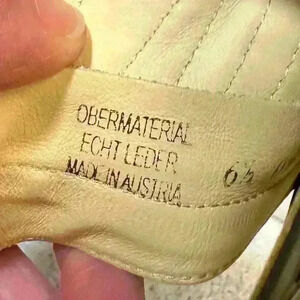 OBERMATERIAL
ECHT LEDER
MADE IN AUSTRIA
6½